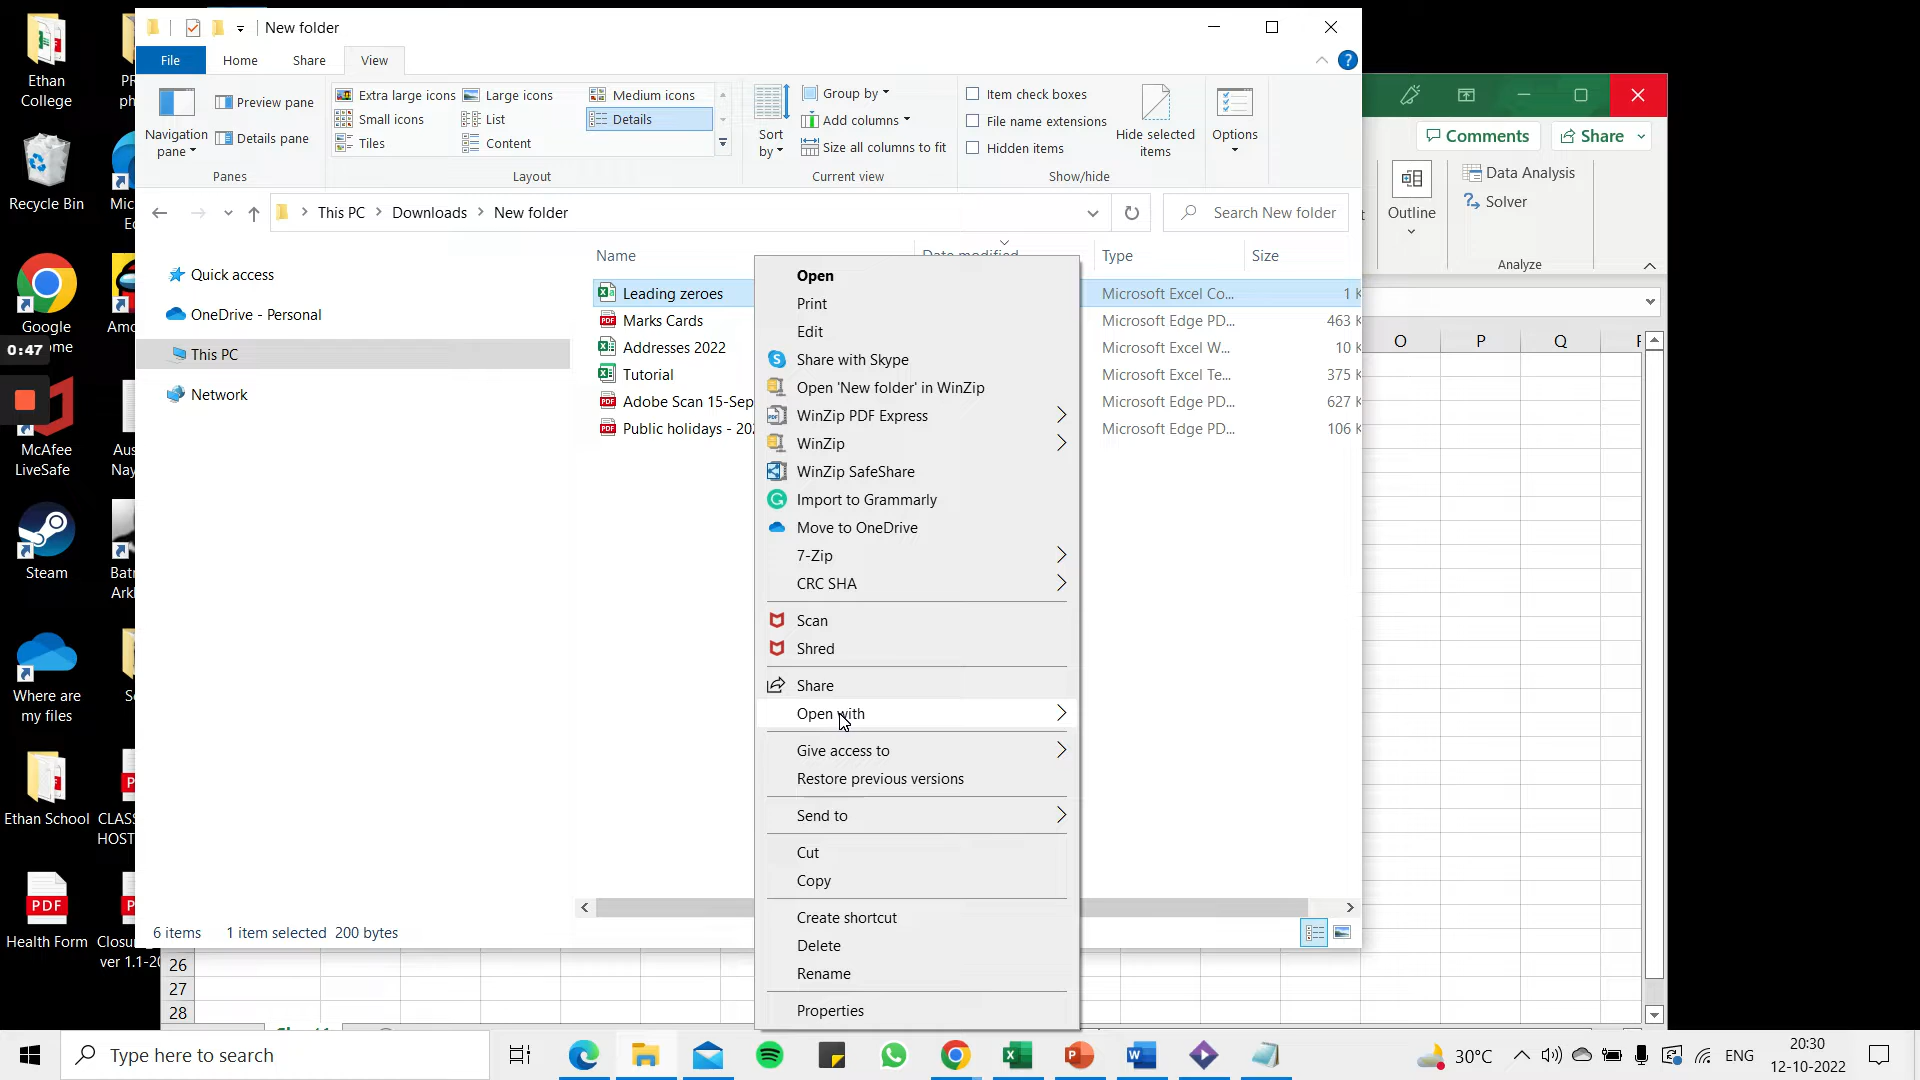 New folder
File
Home
Share
View
Navigation pane
Preview pane
Details pane
Panes
Extra large icons
Large icons
Medium icons
Small icons
List
Details
Tiles
Content
Layout
Sort by
Group by
Add columns
Size all columns to fit
Current view
Item check boxes
File name extensions
Hidden items
Show/hide
Hide selected items
Options
This PC
Downloads
New folder
Search New folder
Quick access
OneDrive - Personal
This PC
Network
Name
Date modified
Type
Size
Leading zeroes
Microsoft Excel Co...
1 K
Marks Cards
Microsoft Edge PD...
463 K
Addresses 2022
Microsoft Excel W...
10 K
Tutorial
Microsoft Excel Te...
375 K
Adobe Scan 15-Sep
Microsoft Edge PD...
627 K
Public holidays - 202
Microsoft Edge PD...
106 K
Open
Print
Edit
Share with Skype
Open 'New folder' in WinZip
WinZip PDF Express
WinZip
WinZip SafeShare
Import to Grammarly
Move to OneDrive
7-Zip
CRC SHA
Scan
Shred
Share
Open with
Give access to
Restore previous versions
Send to
Cut
Copy
Create shortcut
Delete
Rename
Properties
6 items
1 item selected 200 bytes
Comments
Share
Outline
Data Analysis
Solver
Analyze
O
P
Q
26
27
28
Ethan College
Recycle Bin
Google
0:47
McAfee LiveSafe
Steam
Where are my files
Ethan School
PDF
Health Form
Type here to search
30°C
ENG
20:30
12-10-2022